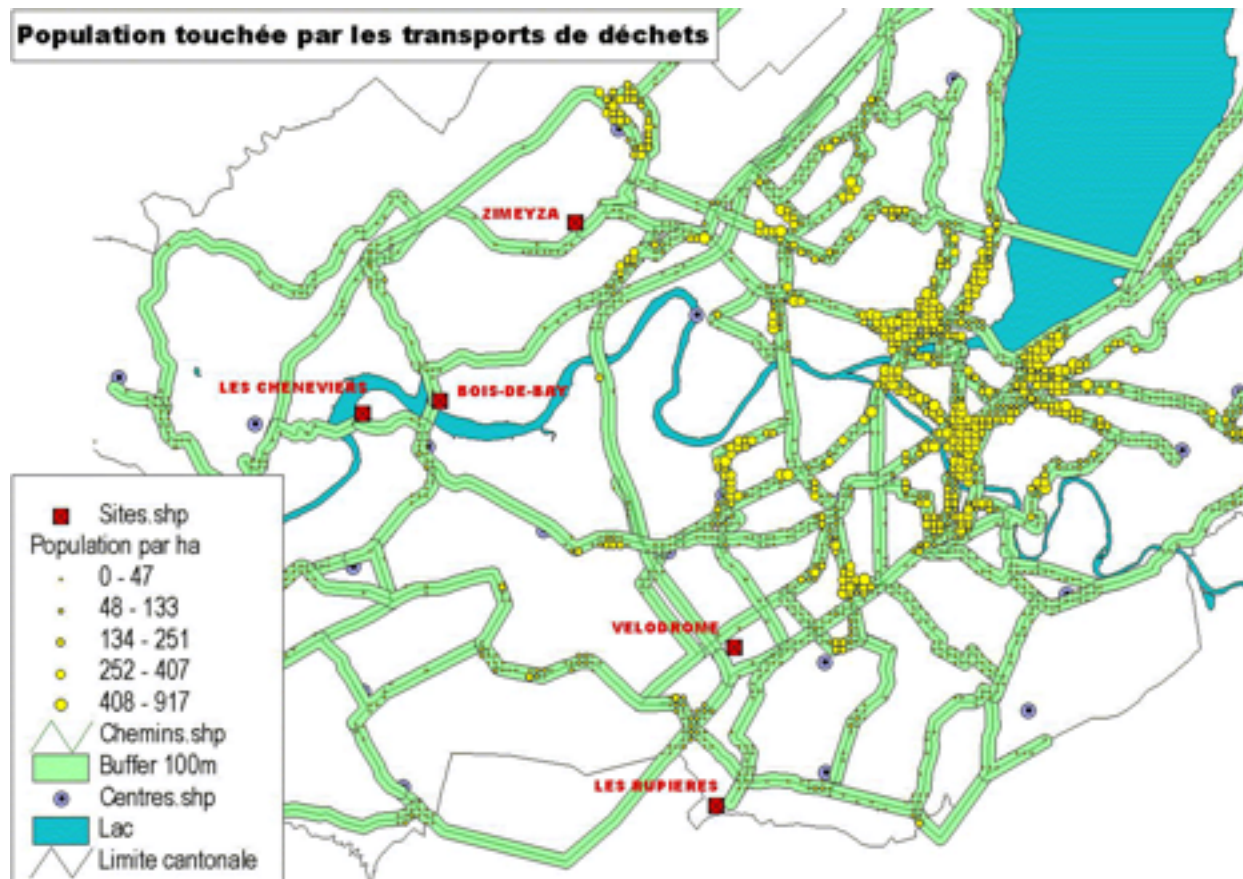 Population touchée par les transports de déchets
ZIMEYZA
LES CHENEVIERS
BOIS-DE-BAY
VELODROME
LES RUPIERES
Sites.shp
Population par ha
0 - 47
48 - 133
134 - 251
252 - 407
408 - 917
Chemins.shp
Buffer 100m
Centres.shp
Lac
Limite cantonale